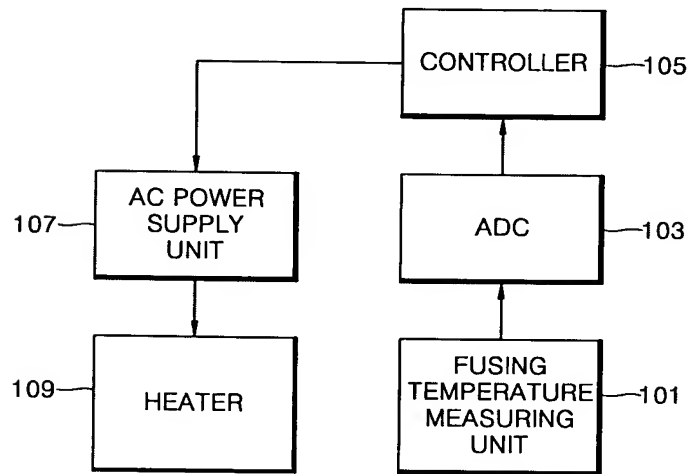 CONTROLLER
105
AC POWER
SUPPLY
UNIT
107
ADC
103
HEATER
109
FUSING
TEMPERATURE
MEASURING
UNIT
101